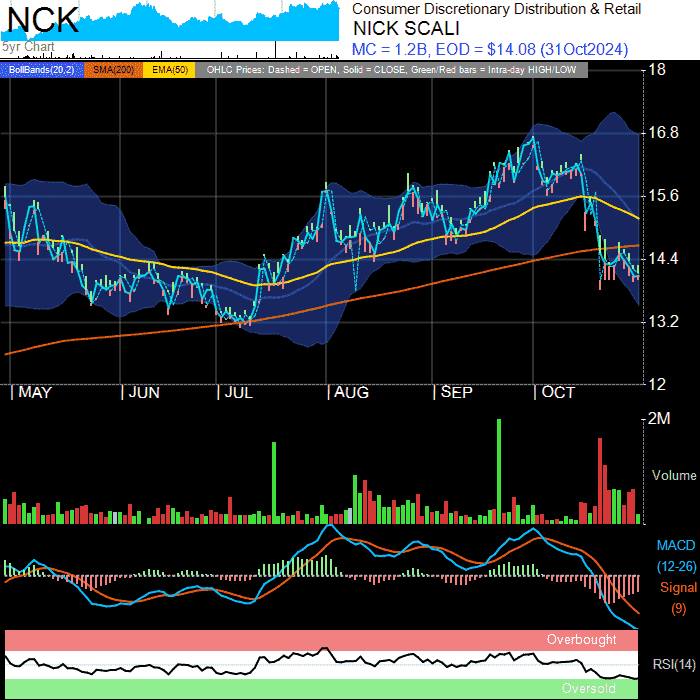 NCK
5yr Chart
Consumer Discretionary Distribution & Retail
NICK SCALI
MC = 1.2B, EOD = $14.08 (31Oct2024)
BollBands(20,2) SMA(200) EMA(50) OHLC Prices: Dashed = OPEN, Solid = CLOSE, Green/Red bars = Intra-day HIGH/LOW
18
16.8
15.6
14.4
13.2
12
MAY JUN JUL AUG SEP OCT
2M
Volume
MACD
(12-26)
Signal
(9)
Overbought
RSI(14)
Oversold